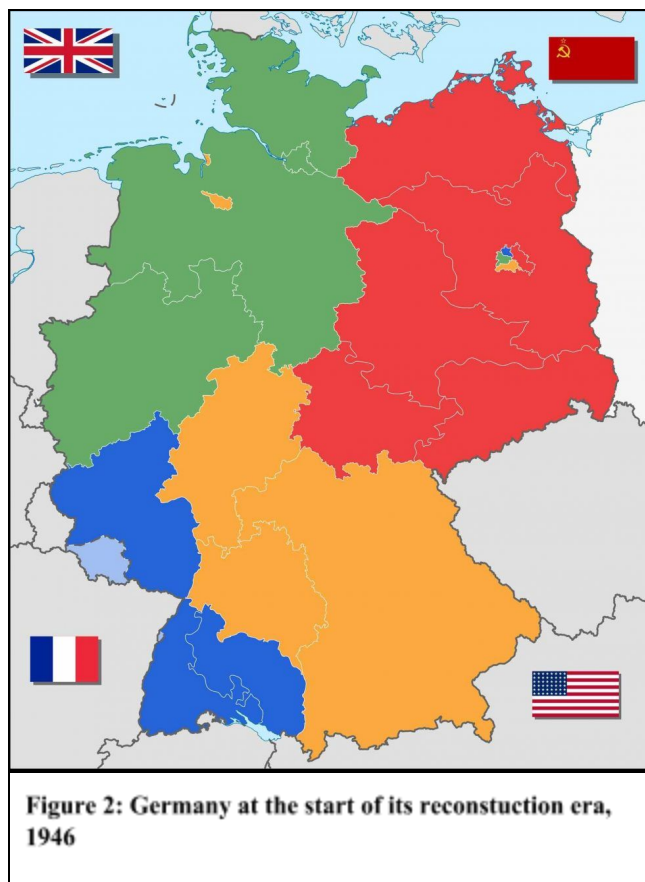 Figure 2: Germany at the start of its reconstuction era,
1946